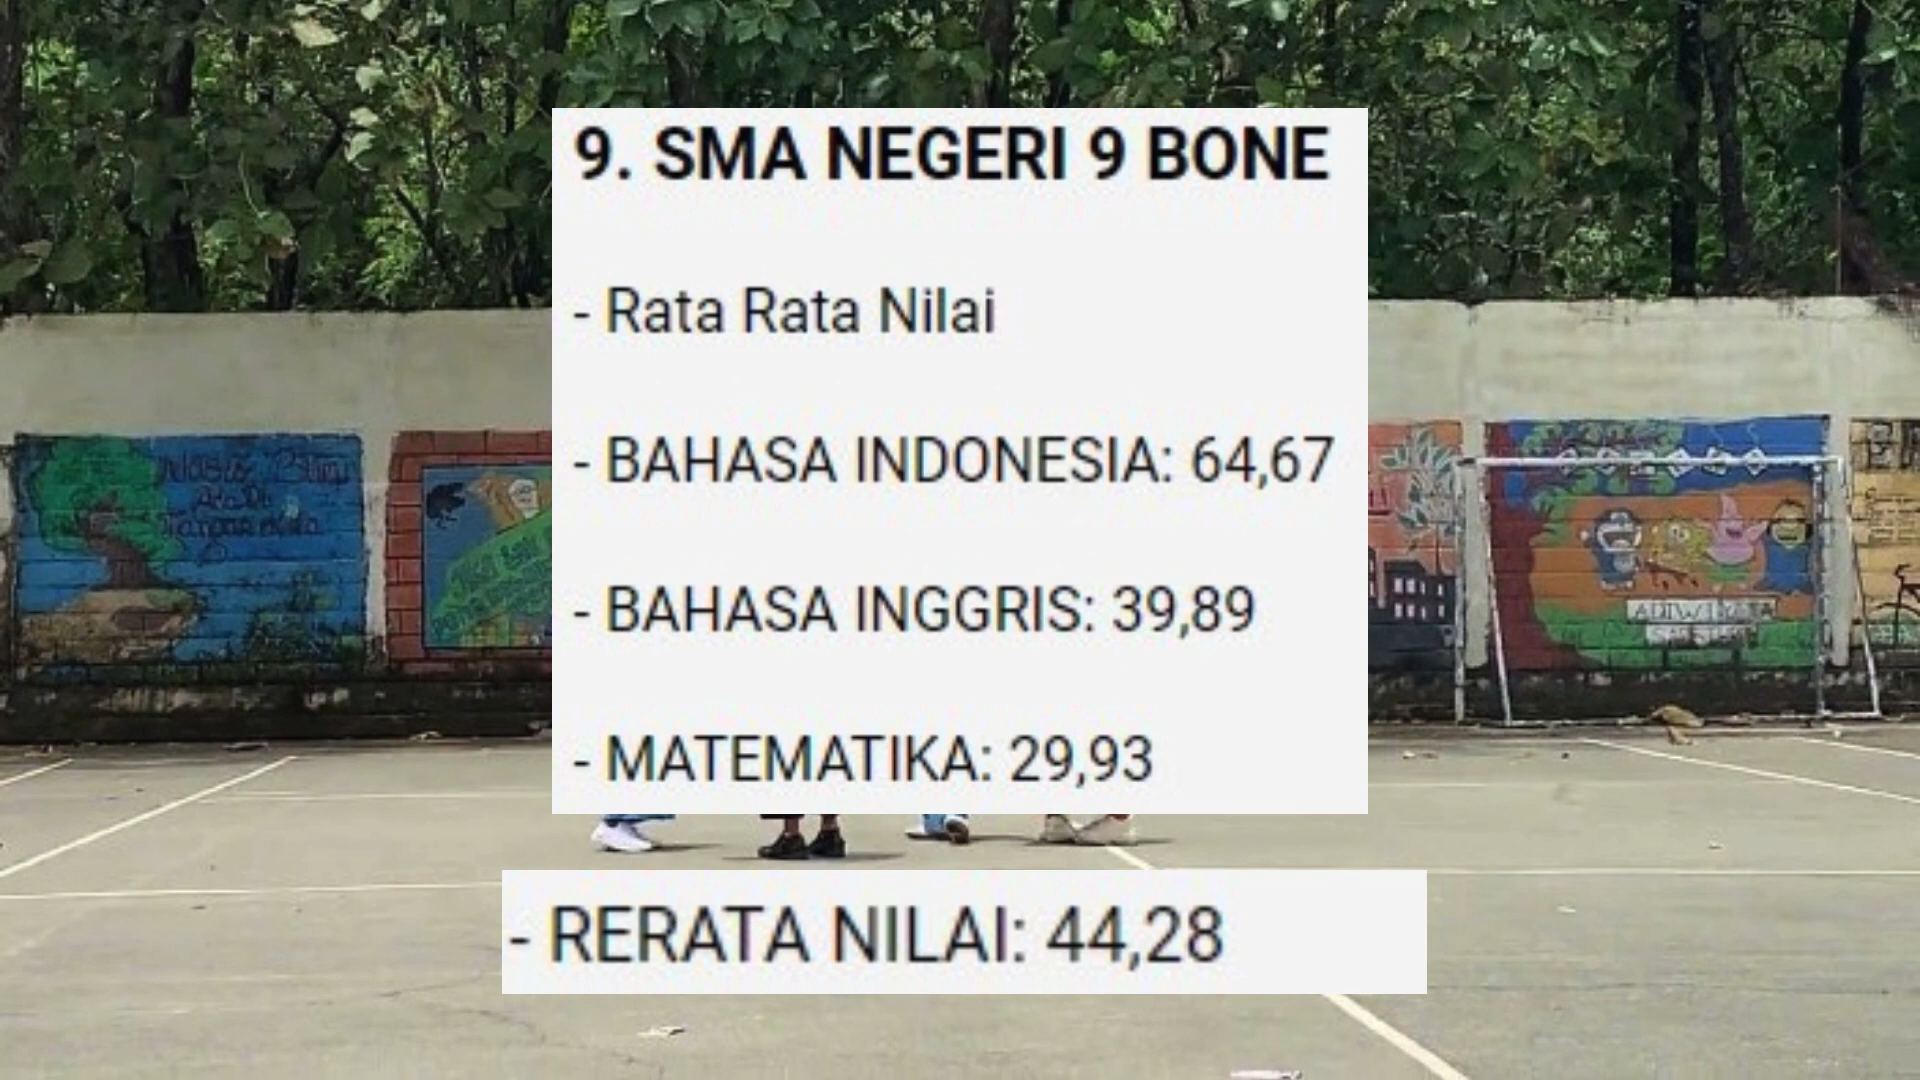 9. SMA NEGERI 9 BONE
- Rata Rata Nilai
- BAHASA INDONESIA: 64,67
- BAHASA INGGRIS: 39,89
- MATEMATIKA: 29,93
- RERATA NILAI: 44,28
ADIWIYATA